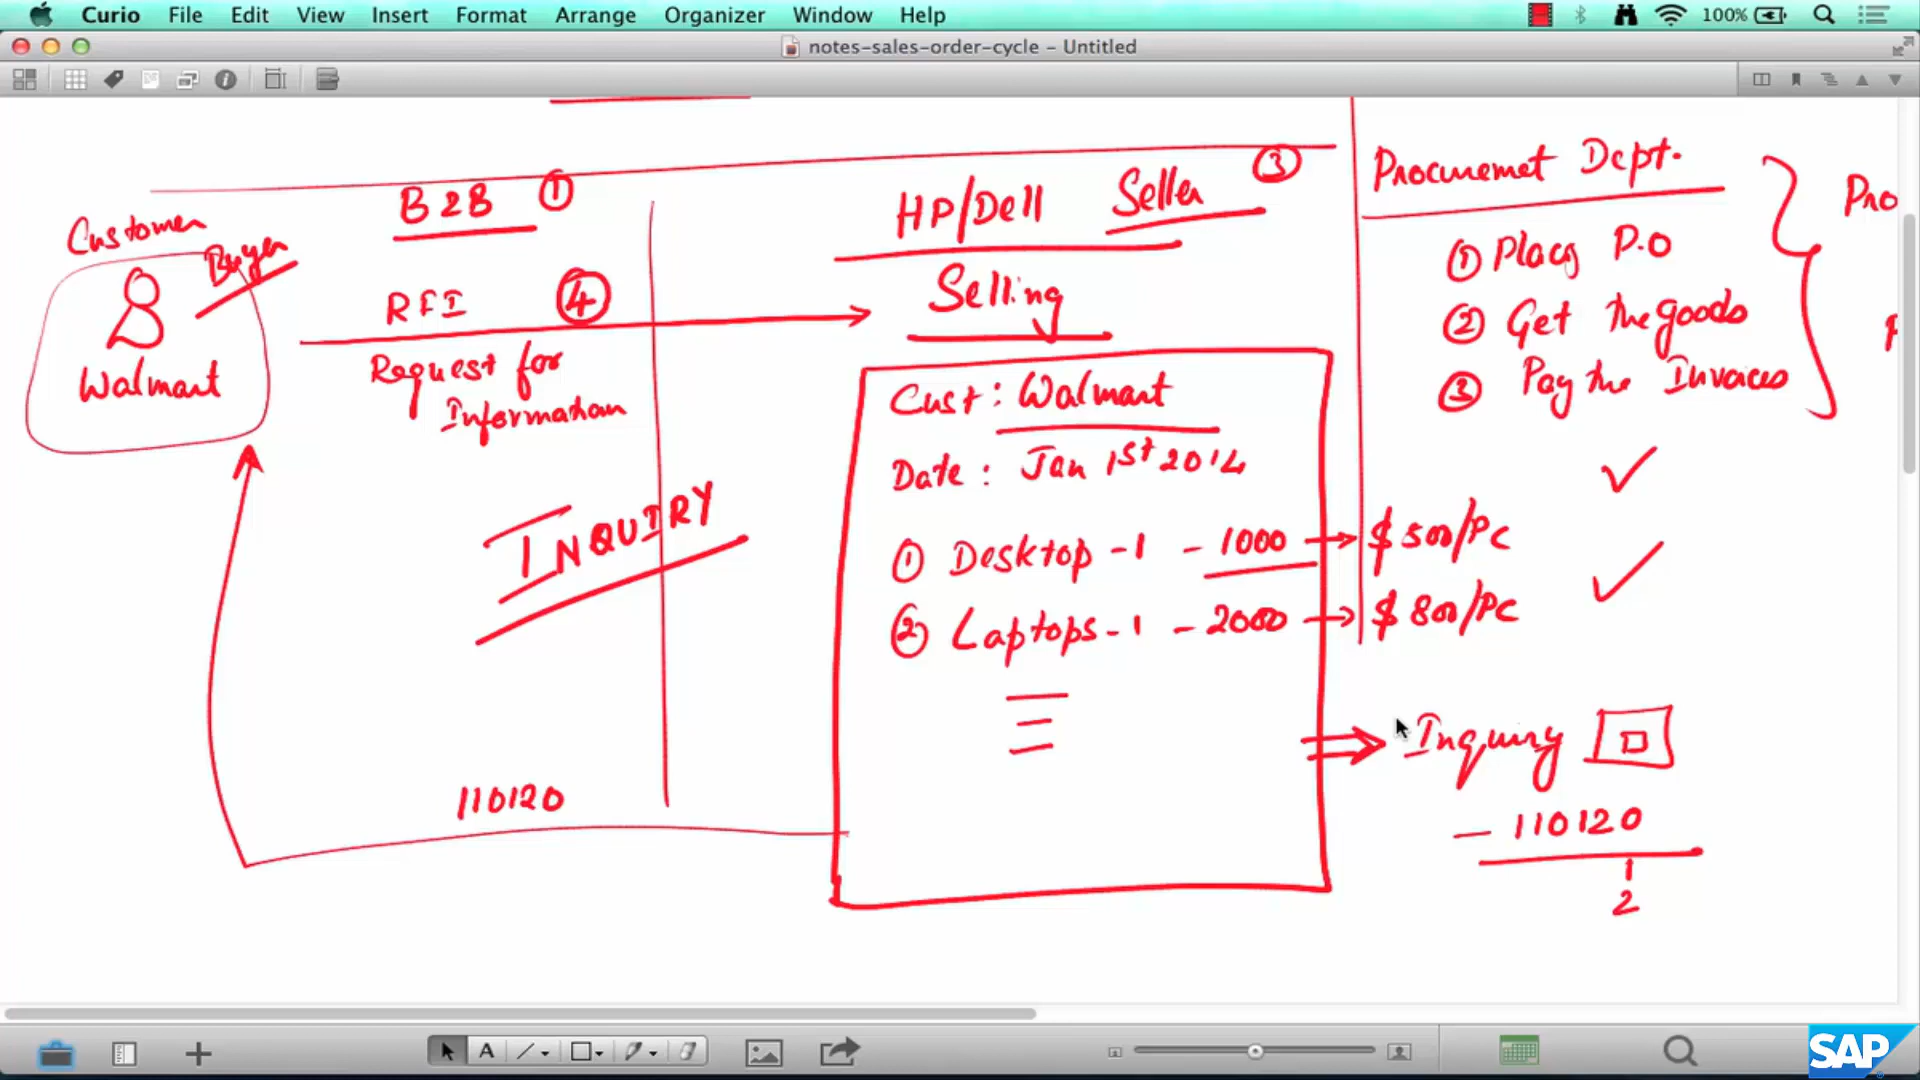 Curio File Edit View Insert Format Arrange Organizer Window Help 100%
notes-sales-order-cycle – Untitled
B2B ①
HP/Dell Seller ③
Procuremet Dept.
Pro
Customer
Buyer
Walmart
RFI ④
Request for
Information
Selling
① Placg P.O
② Get the goods
③ Pay the Invoices
INQUIRY
Cust : Walmart
Date : Jan 1st 2014
① Desktop - 1 - 1000 $ 500/PC
② Laptops - 1 - 2000 $ 800/PC
Inquiry
110120
- 110120
1
2
A
SAP